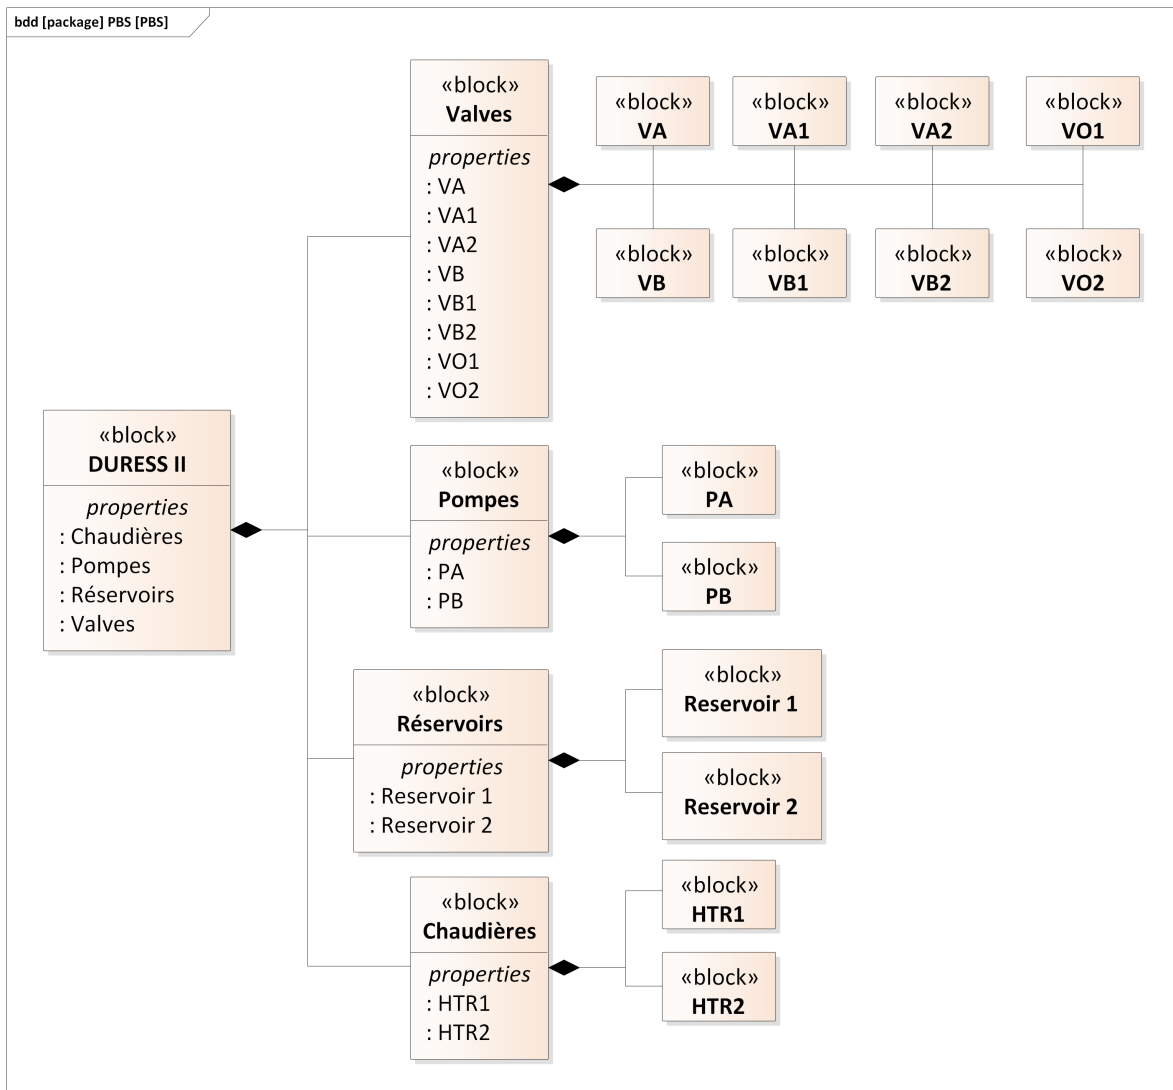 bdd [package] PBS [PBS]
«block»
Valves
properties
: VA
: VA1
: VA2
: VB
: VB1
: VB2
: VO1
: VO2
«block»
VA
«block»
VA1
«block»
VA2
«block»
VO1
«block»
VB
«block»
VB1
«block»
VB2
«block»
VO2
«block»
DURESS II
properties
: Chaudières
: Pompes
: Réservoirs
: Valves
«block»
Pompes
properties
: PA
: PB
«block»
PA
«block»
PB
«block»
Réservoirs
properties
: Reservoir 1
: Reservoir 2
«block»
Reservoir 1
«block»
Reservoir 2
«block»
Chaudières
properties
: HTR1
: HTR2
«block»
HTR1
«block»
HTR2